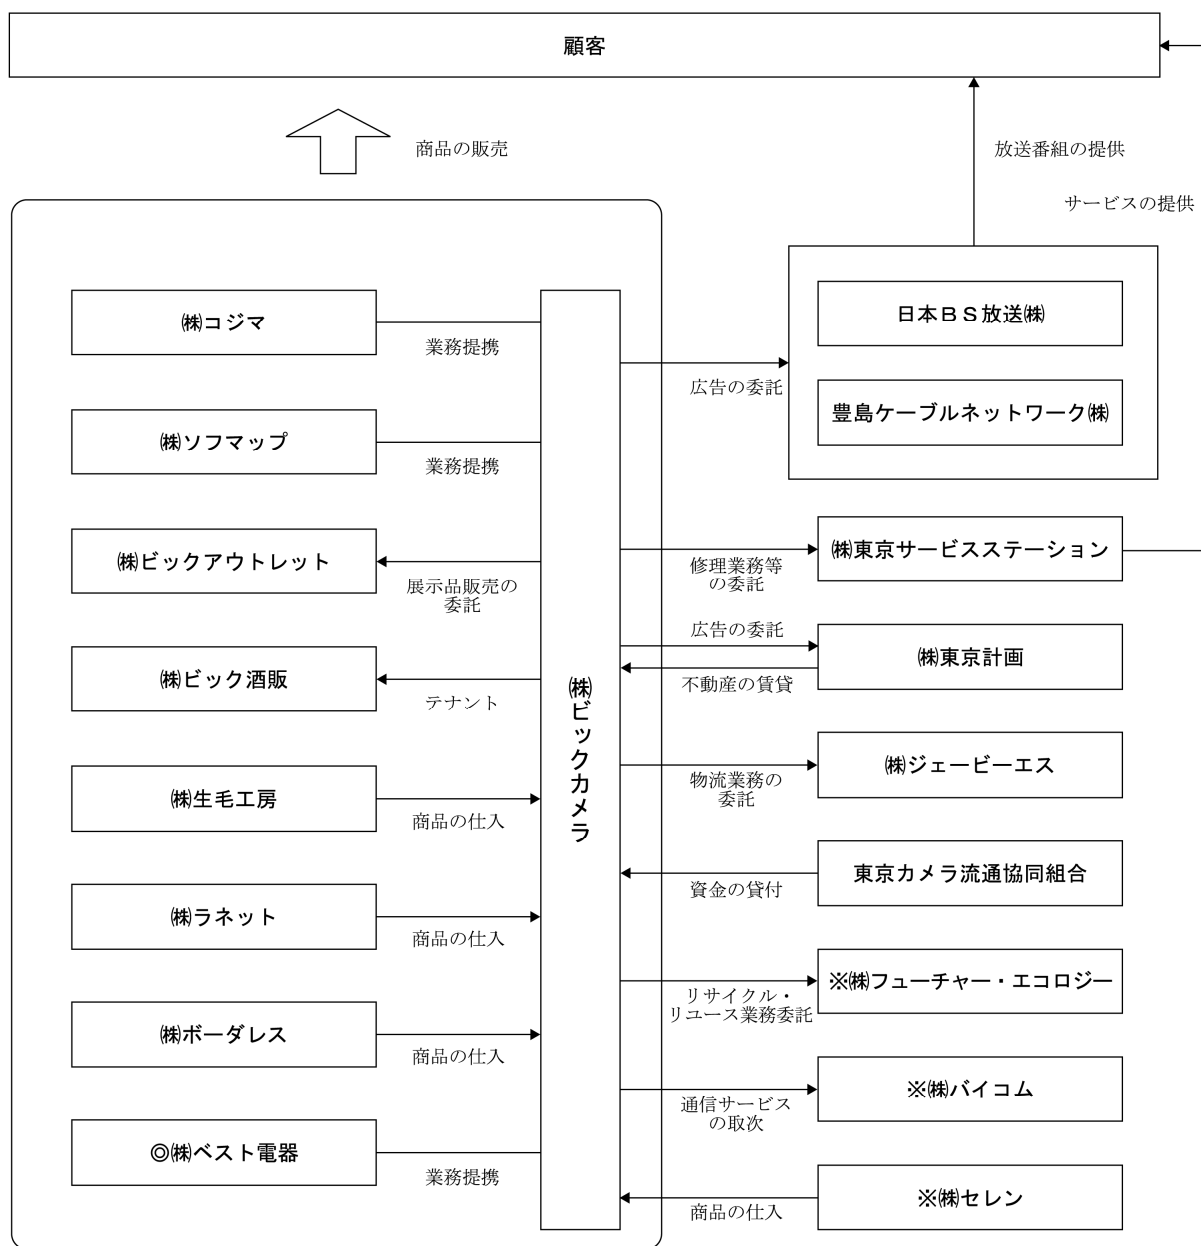 顧客
商品の販売
放送番組の提供
サービスの提供
㈱コジマ
業務提携
㈱ソフマップ
業務提携
㈱ビックアウトレット
展示品販売の
委託
㈱ビック酒販
テナント
㈱生毛工房
商品の仕入
㈱ラネット
商品の仕入
㈱ボーダレス
商品の仕入
◎㈱ベスト電器
業務提携
㈱ビックカメラ
広告の委託
日本ＢＳ放送㈱
豊島ケーブルネットワーク㈱
修理業務等
の委託
㈱東京サービスステーション
広告の委託
不動産の賃貸
㈱東京計画
物流業務の
委託
㈱ジェービーエス
資金の貸付
東京カメラ流通協同組合
リサイクル・
リユース業務委託
※㈱フューチャー・エコロジー
通信サービス
の取次
※㈱バイコム
商品の仕入
※㈱セレン